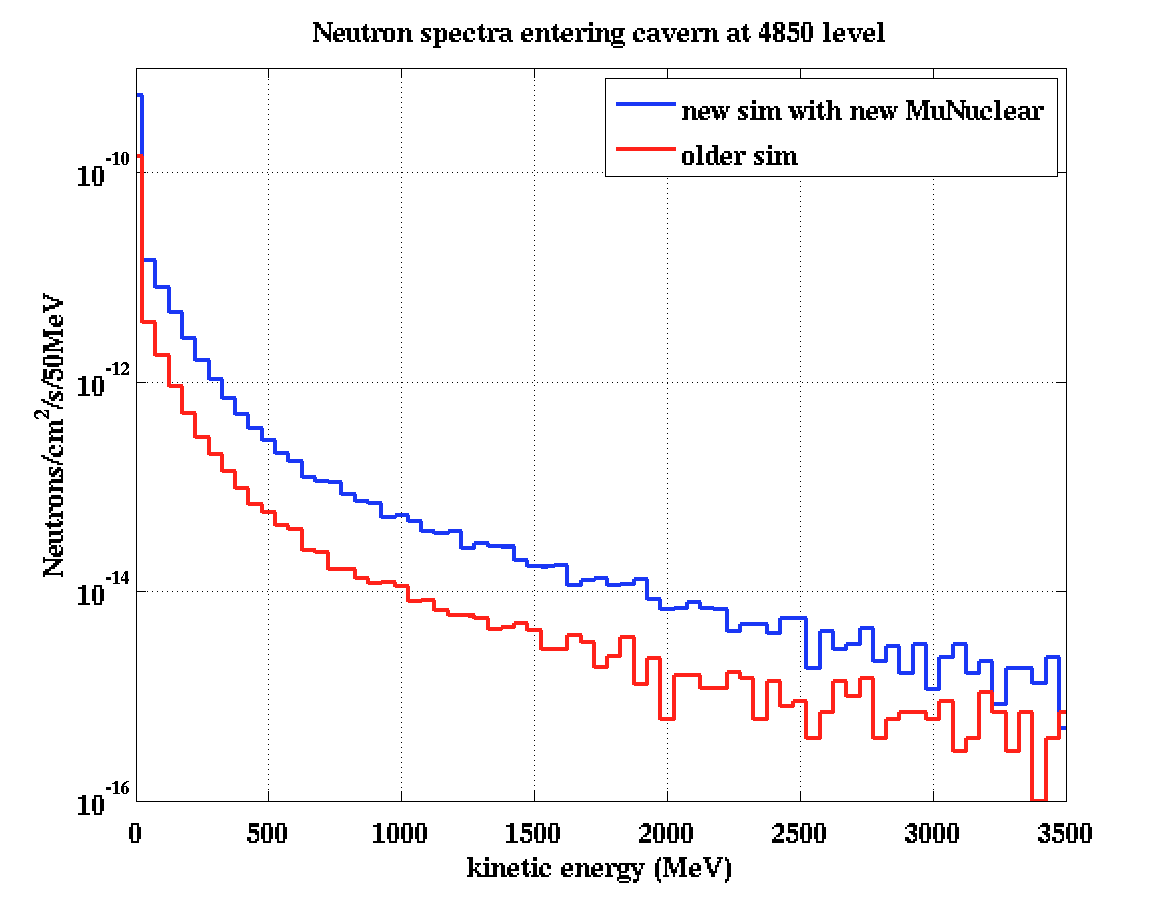 Neutron spectra entering cavern at 4850 level
new sim with new MuNuclear
older sim
10^-10
10^-12
10^-14
10^-16
Neutrons/cm^2/s/50MeV
0 500 1000 1500 2000 2500 3000 3500
kinetic energy (MeV)